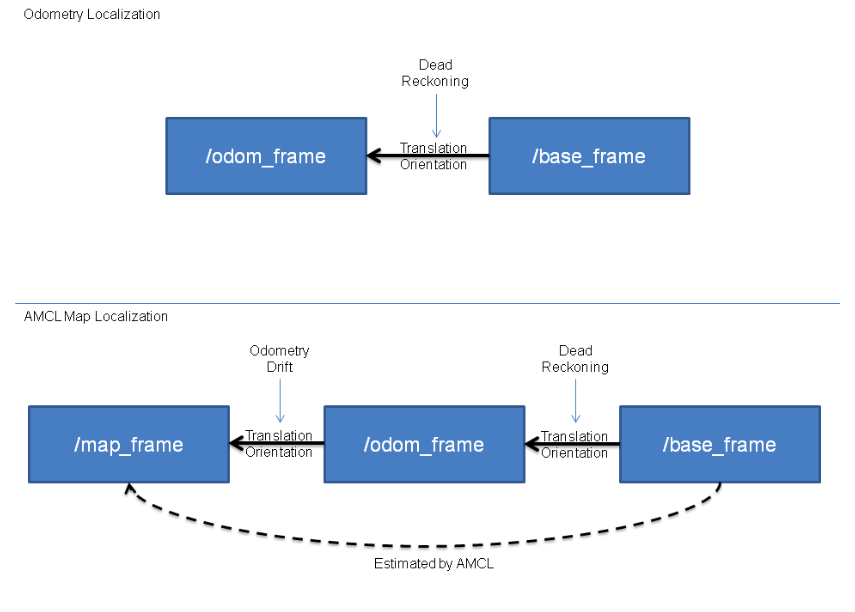 Odometry Localization
Dead
Reckoning
/odom_frame
Translation
Orientation
/base_frame
AMCL Map Localization
Odometry
Drift
Dead
Reckoning
/map_frame
Translation
Orientation
/odom_frame
Translation
Orientation
/base_frame
Estimated by AMCL